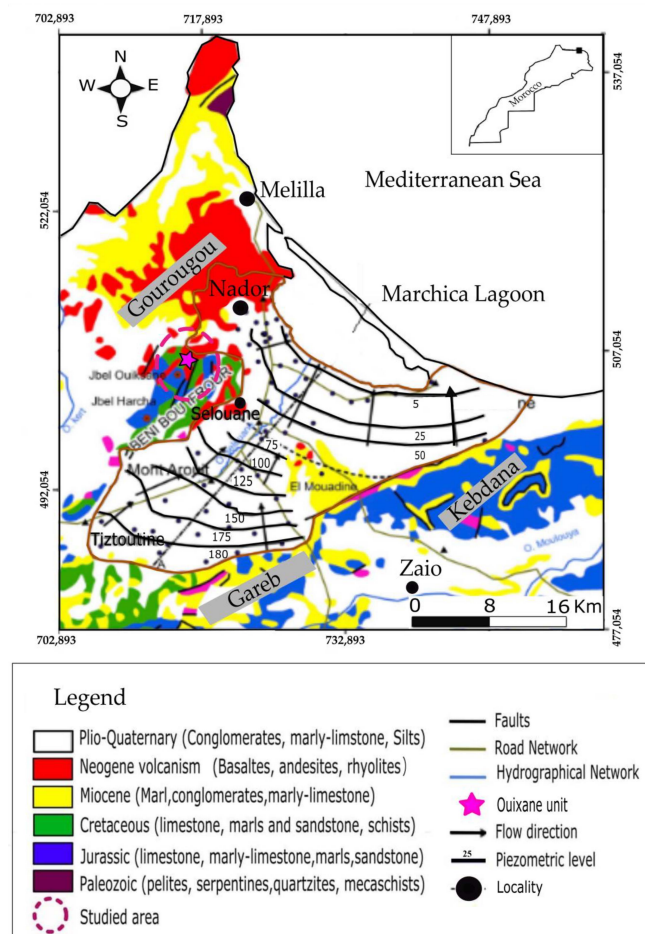 702,893
717,893
747,893
537,054
N
W E
S
Morocco
Mediterranean Sea
Melilla
522,054
Gourougou
Marchica Lagoon
Nador
507,054
Jbel Ouiksane
Jbel Harcha
BENI BOU IFROUR
O. kert
Selouane
5
ne
25
50
75
100
Mont Arouit
125
El Mouadine
492,054
Kebdana
150
Tiztoutine
175
180
O. Moulouya
Zaio
Gareb
0 8 16 Km
702,893
732,893
477,054
Legend
Plio-Quaternary (Conglomerates, marly-limstone, Silts)
Neogene volcanism (Basaltes, andesites, rhyolites)
Miocene (Marl,conglomerates,marly-limestone)
Cretaceous (limestone, marls and sandstone, schists)
Jurassic (limestone, marly-limestone,marls,sandstone)
Paleozoic (pelites, serpentines,quartzites, mecaschists)
Studied area
Faults
Road Network
Hydrographical Network
Ouixane unit
Flow direction
25 Piezometric level
Locality